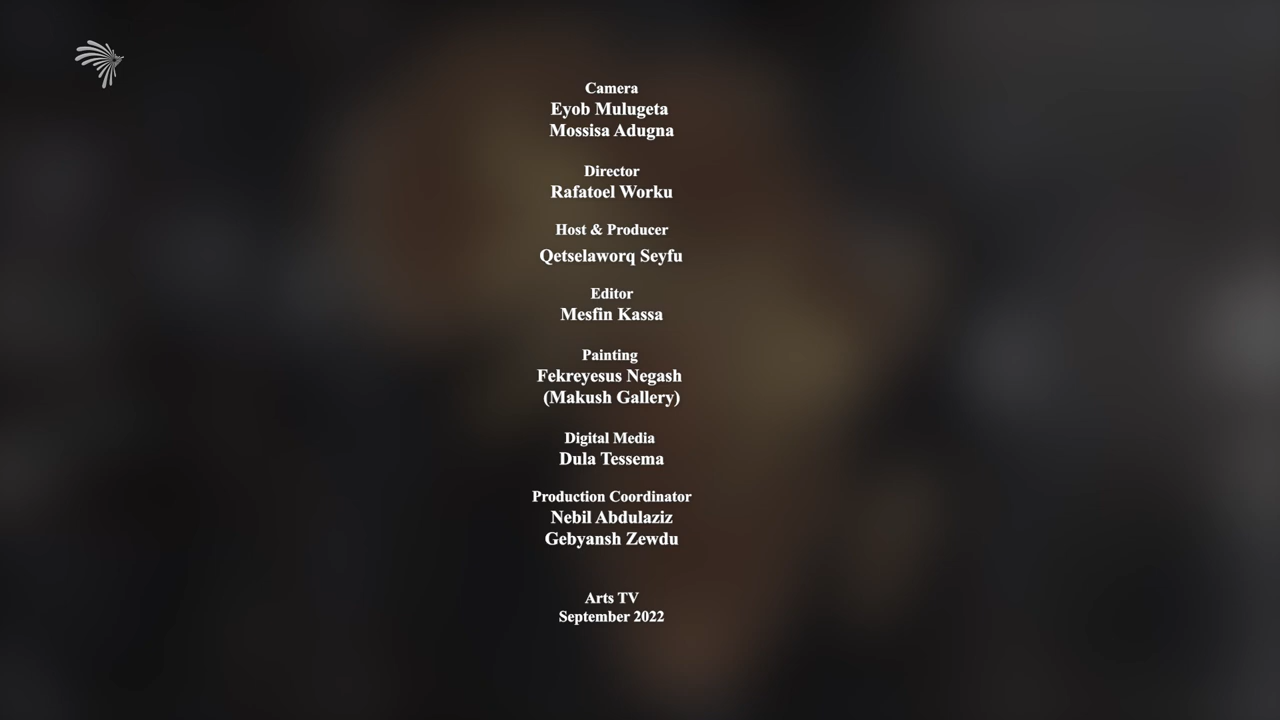 Camera
Eyob Mulugeta
Mossisa Adugna
Director
Rafatoel Worku
Host & Producer
Qetselaworq Seyfu
Editor
Mesfin Kassa
Painting
Fekreyesus Negash
(Makush Gallery)
Digital Media
Dula Tessema
Production Coordinator
Nebil Abdulaziz
Gebyansh Zewdu
Arts TV
September 2022